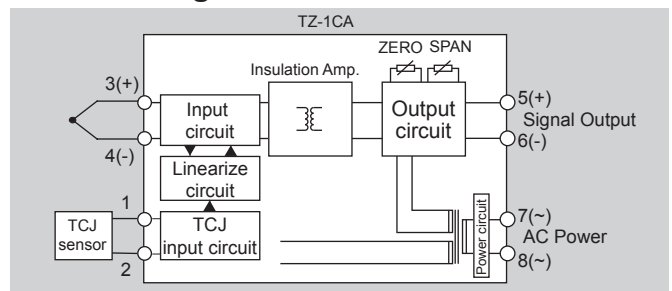 TZ-1CA
ZERO SPAN
Insulation Amp.
3(+)
4(-)
Input
circuit
Output
circuit
5(+)
Signal Output
6(-)
Linearize
circuit
1
TCJ
sensor
2
TCJ
input circuit
Power circuit
7(~)
AC Power
8(~)